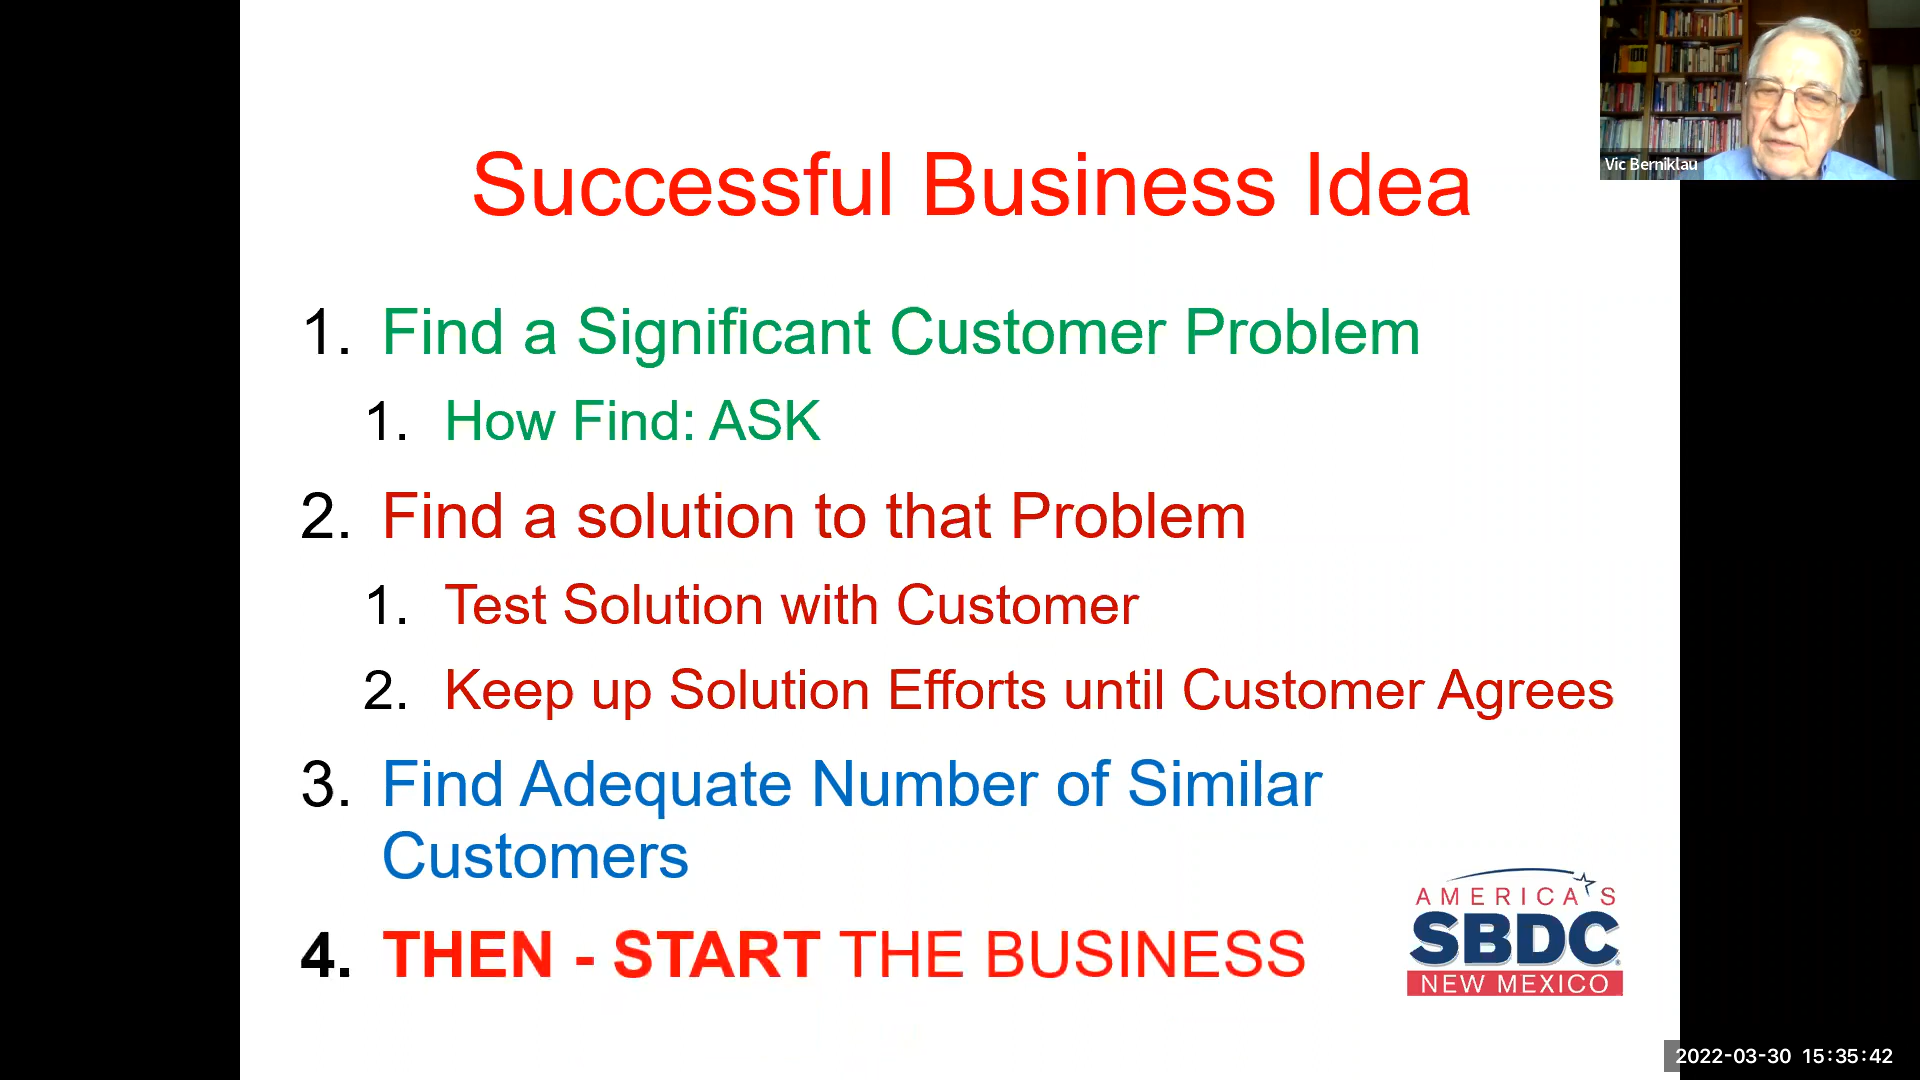 Vic Berniklau
Successful Business Idea
1. Find a Significant Customer Problem
1. How Find: ASK
2. Find a solution to that Problem
1. Test Solution with Customer
2. Keep up Solution Efforts until Customer Agrees
3. Find Adequate Number of Similar
Customers
4. THEN - START THE BUSINESS
AMERICA'S
SBDC
NEW MEXICO
2022-03-30 15:35:42